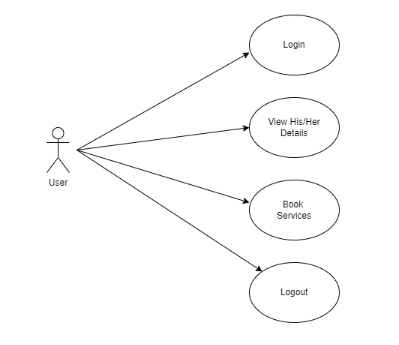 Login
View His/Her
Details
User
Book
Services
Logout